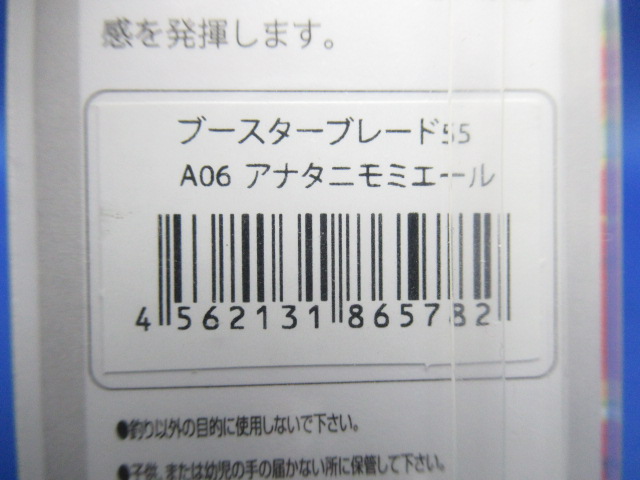 感を発揮します。
ブースターブレード55
A06 アナタニモミエール
4 562131 865782
●釣り以外の目的に使用しないで下さい。
●子供、または幼児の手の届かない所に保管して下さい。